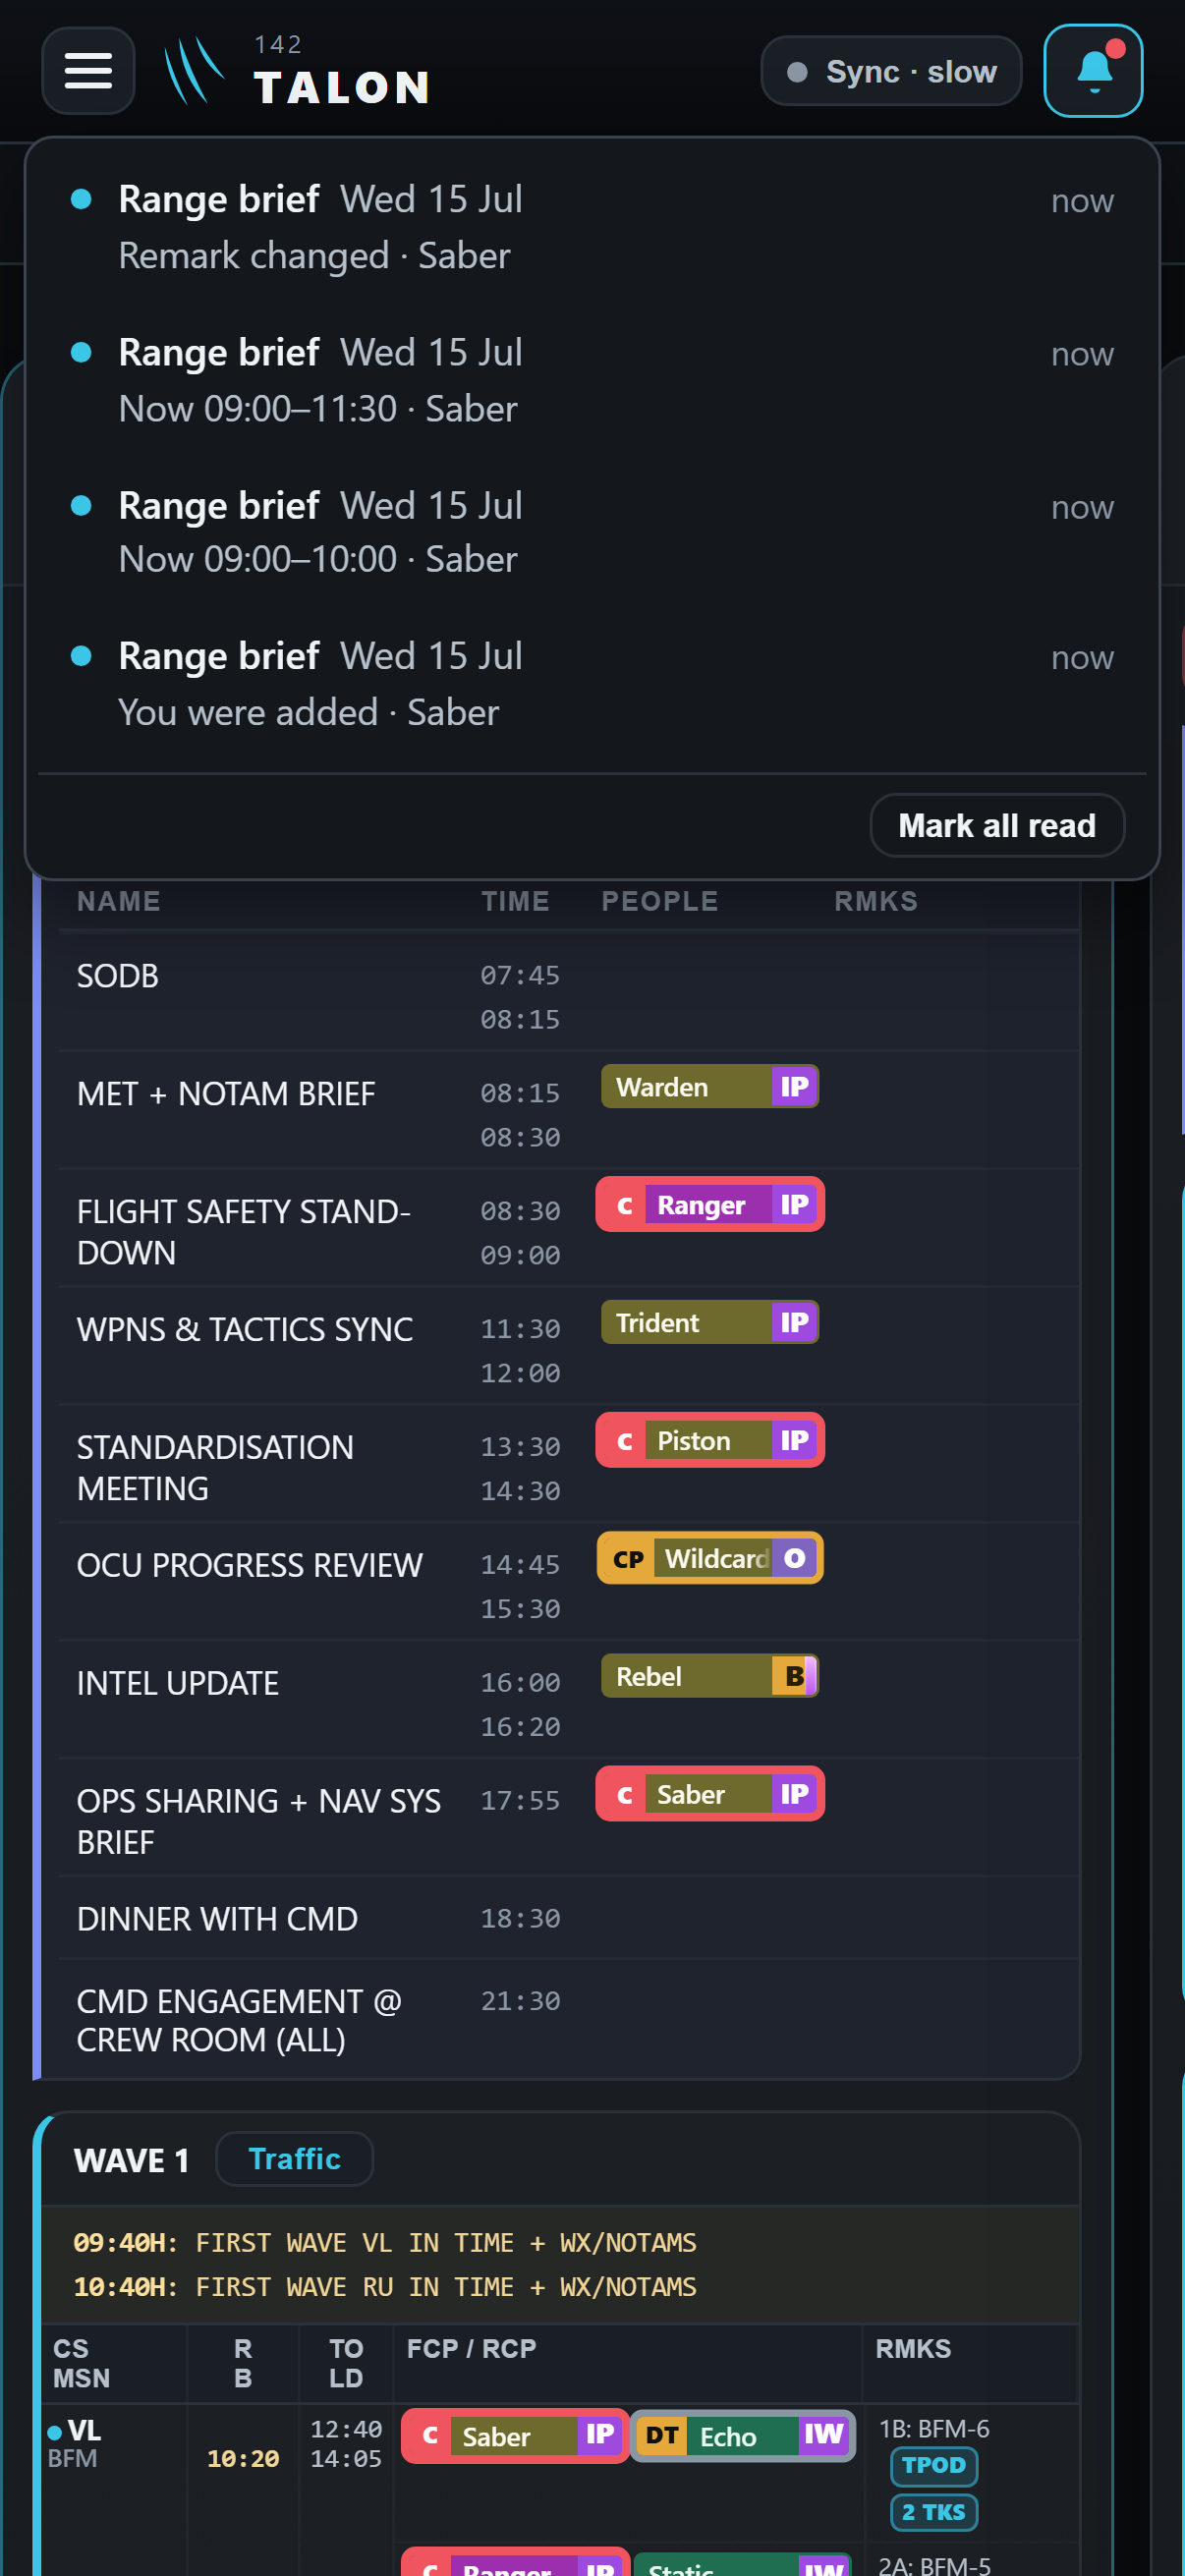 142
TALON
Sync · slow
Range brief Wed 15 Jul now
Remark changed · Saber
Range brief Wed 15 Jul now
Now 09:00–11:30 · Saber
Range brief Wed 15 Jul now
Now 09:00–10:00 · Saber
Range brief Wed 15 Jul now
You were added · Saber
Mark all read
NAME TIME PEOPLE RMKS
SODB 07:45
08:15
MET + NOTAM BRIEF 08:15 Warden IP
08:30
FLIGHT SAFETY STAND- 08:30 C Ranger IP
DOWN 09:00
WPNS & TACTICS SYNC 11:30 Trident IP
12:00
STANDARDISATION 13:30 C Piston IP
MEETING 14:30
OCU PROGRESS REVIEW 14:45 CP Wildcard O
15:30
INTEL UPDATE 16:00 Rebel B
16:20
OPS SHARING + NAV SYS 17:55 C Saber IP
BRIEF
DINNER WITH CMD 18:30
CMD ENGAGEMENT @ 21:30
CREW ROOM (ALL)
WAVE 1 Traffic
09:40H: FIRST WAVE VL IN TIME + WX/NOTAMS
10:40H: FIRST WAVE RU IN TIME + WX/NOTAMS
CS R TO FCP / RCP RMKS
MSN B LD
VL 12:40 C Saber IP DT Echo IW 1B: BFM-6
BFM 10:20 14:05
TPOD
2 TKS
C Ranger IP Static IW 2A: BFM-5